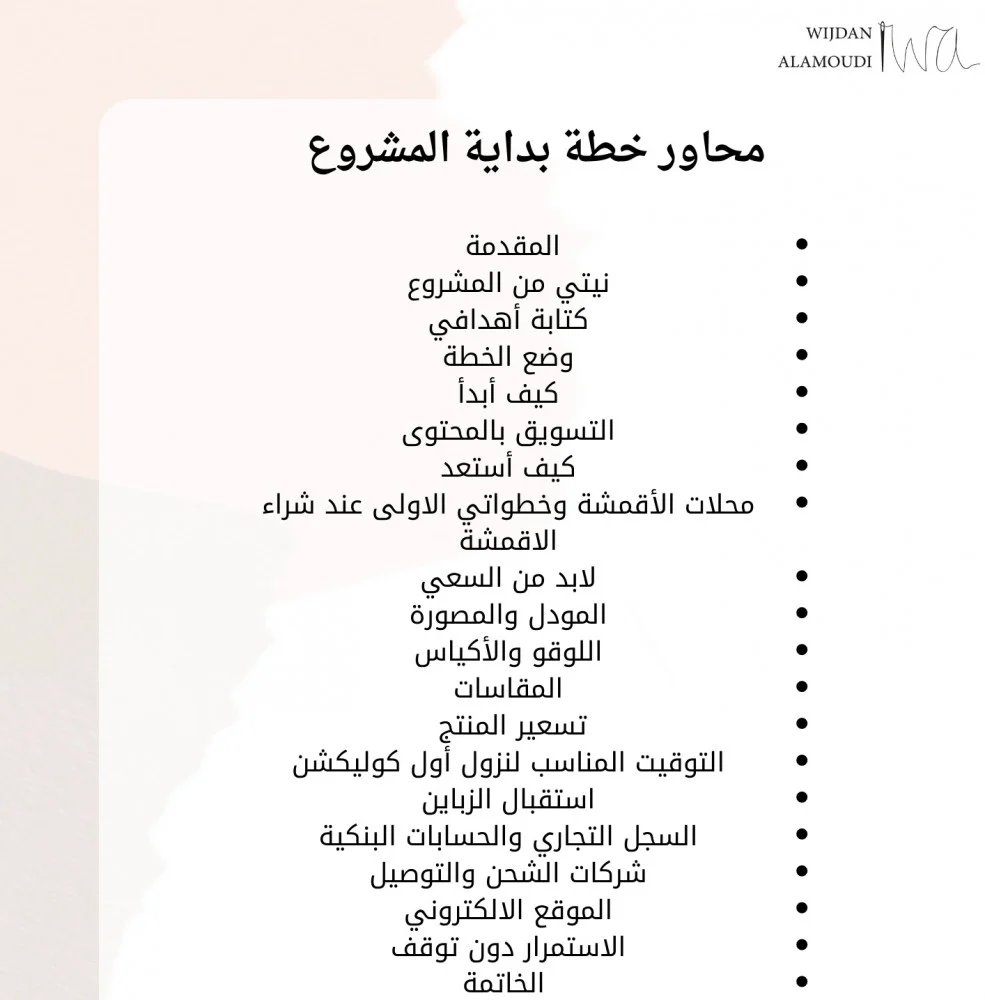 WIJDAN
ALAMOUDI
wa
محاور خطة بداية المشروع
• المقدمة
• نيتي من المشروع
• كتابة أهدافي
• وضع الخطة
• كيف أبدأ
• التسويق بالمحتوى
• كيف أستعد
• محلات الأقمشة وخطواتي الاولى عند شراء
الاقمشة
• لابد من السعي
• المودل والمصورة
• اللوقو والأكياس
• المقاسات
• تسعير المنتج
• التوقيت المناسب لنزول أول كوليكشن
• استقبال الزباين
• السجل التجاري والحسابات البنكية
• شركات الشحن والتوصيل
• الموقع الالكتروني
• الاستمرار دون توقف
• الخاتمة